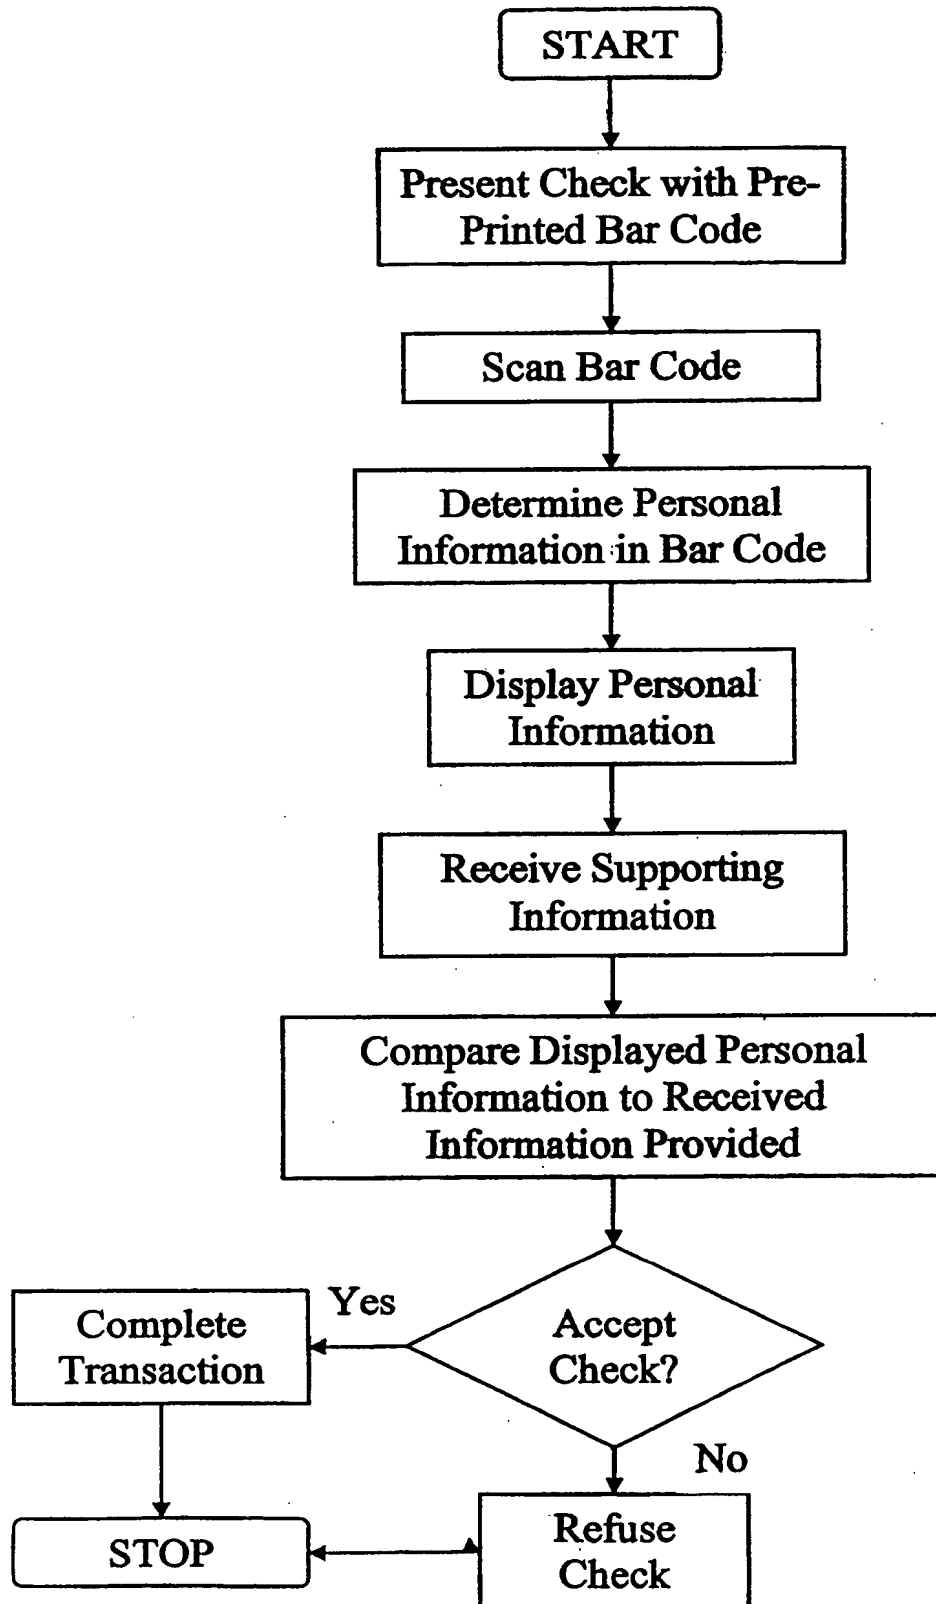 START
Present Check with Pre-
Printed Bar Code
Scan Bar Code
Determine Personal
Information in Bar Code
Display Personal
Information
Receive Supporting
Information
Compare Displayed Personal
Information to Received
Information Provided
Accept
Check?
Yes
Complete
Transaction
No
Refuse
Check
STOP